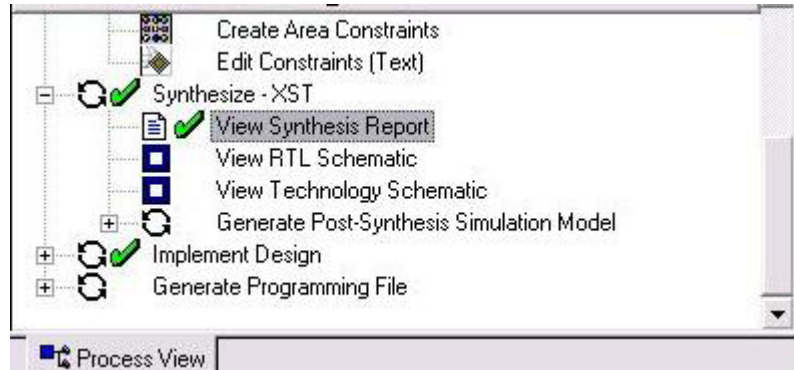 Create Area Constraints
Edit Constraints (Text)
Synthesize - XST
View Synthesis Report
View RTL Schematic
View Technology Schematic
Generate Post-Synthesis Simulation Model
Implement Design
Generate Programming File
Process View